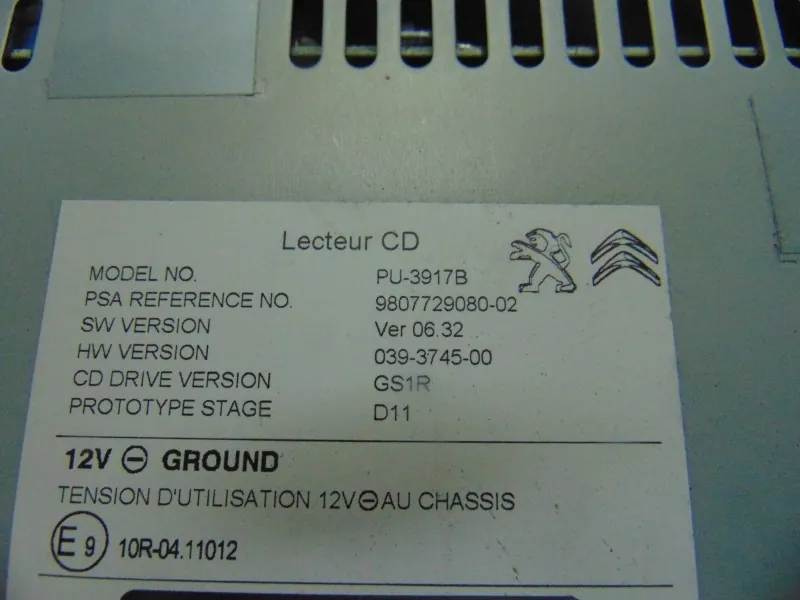 Lecteur CD
MODEL NO. PU-3917B
PSA REFERENCE NO. 9807729080-02
SW VERSION Ver 06.32
HW VERSION 039-3745-00
CD DRIVE VERSION GS1R
PROTOTYPE STAGE D11
12V ⊖ GROUND
TENSION D'UTILISATION 12V⊖AU CHASSIS
E9 10R-04.11012